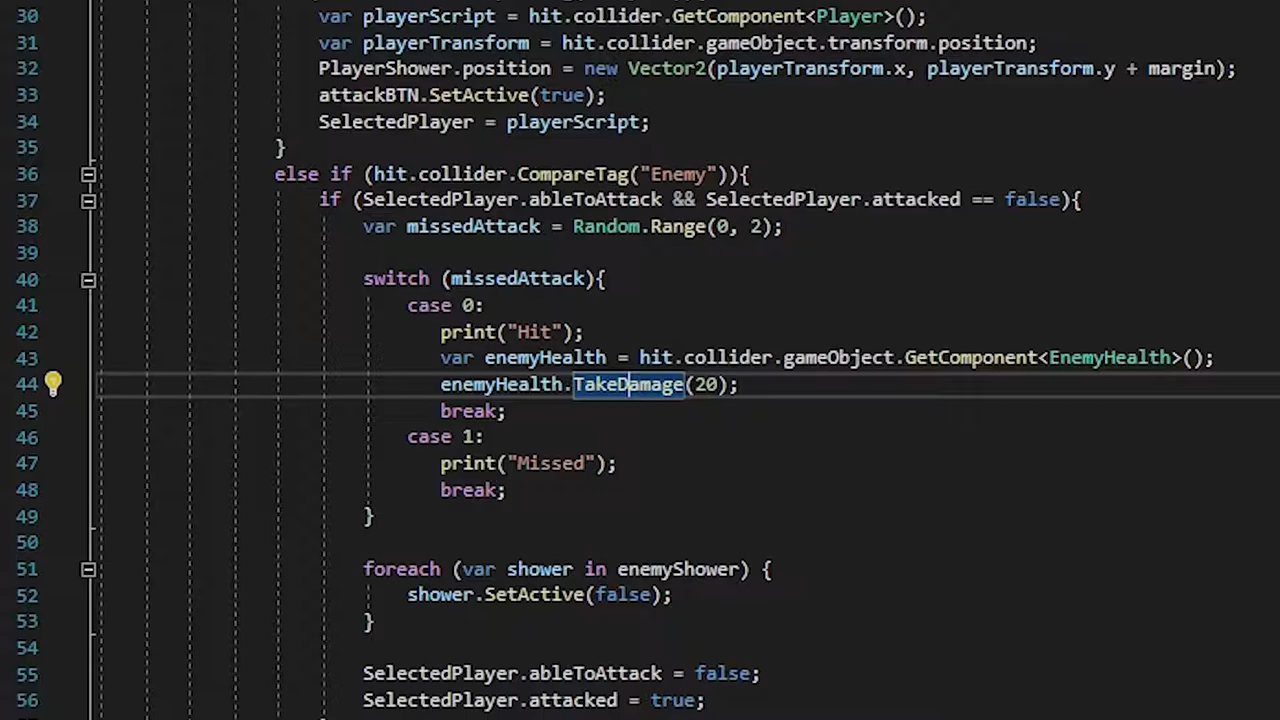 30 var playerScript = hit.collider.GetComponent<Player>();
31 var playerTransform = hit.collider.gameObject.transform.position;
32 PlayerShower.position = new Vector2(playerTransform.x, playerTransform.y + margin);
33 attackBTN.SetActive(true);
34 SelectedPlayer = playerScript;
35 }
36 else if (hit.collider.CompareTag("Enemy")){
37 if (SelectedPlayer.ableToAttack && SelectedPlayer.attacked == false){
38 var missedAttack = Random.Range(0, 2);
39
40 switch (missedAttack){
41 case 0:
42 print("Hit");
43 var enemyHealth = hit.collider.gameObject.GetComponent<EnemyHealth>();
44 enemyHealth.TakeDamage(20);
45 break;
46 case 1:
47 print("Missed");
48 break;
49 }
50
51 foreach (var shower in enemyShower) {
52 shower.SetActive(false);
53 }
54
55 SelectedPlayer.ableToAttack = false;
56 SelectedPlayer.attacked = true;